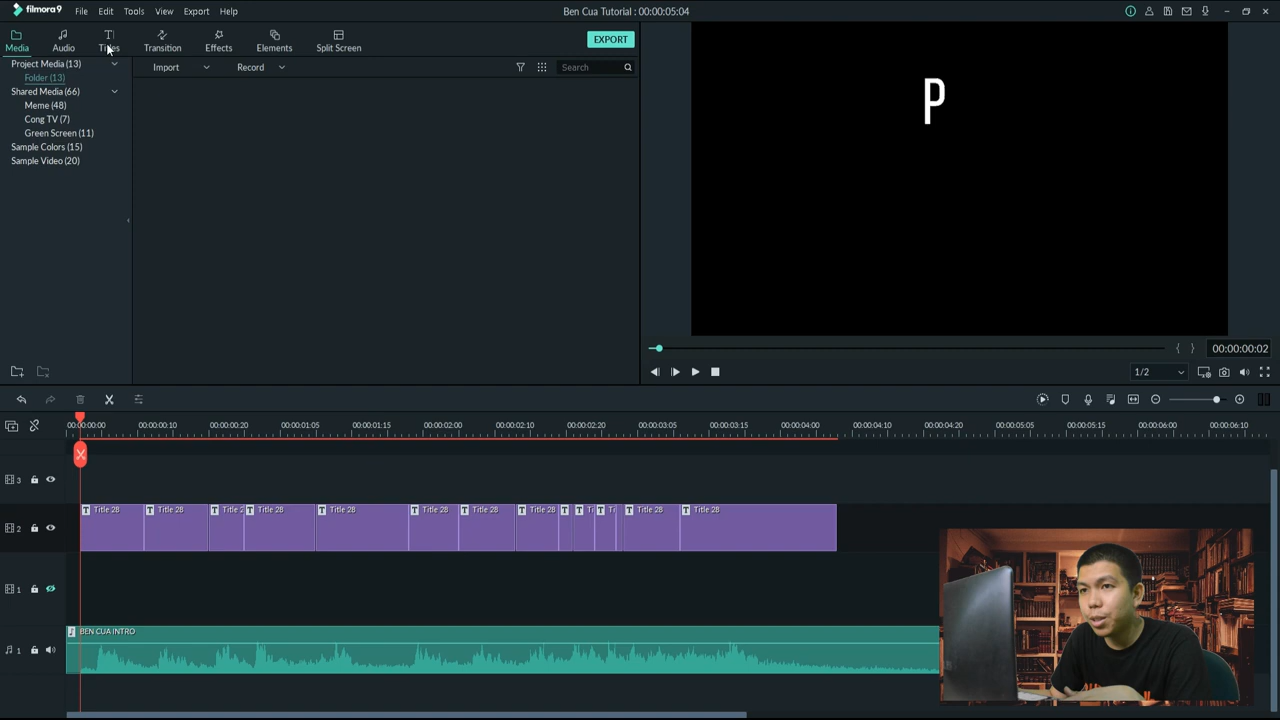 filmora9 File Edit Tools View Export Help Ben Cua Tutorial : 00:00:05:04
Media Audio Titles Transition Effects Elements Split Screen EXPORT
Project Media (13)
Folder (13)
Shared Media (66)
Meme (48)
Cong TV (7)
Green Screen (11)
Sample Colors (15)
Sample Video (20)
Import Record Search
P
00:00:00:02
1/2
00:00:00:00 00:00:00:10 00:00:00:20 00:00:01:05 00:00:01:15 00:00:02:00 00:00:02:10 00:00:02:20 00:00:03:05 00:00:03:15 00:00:04:00 00:00:04:10 00:00:04:20 00:00:05:05 00:00:05:15 00:00:06:00 00:00:06:10
3
2 T Title 28 T Title 28 T Title 2 T Title 28 T Title 28 T Title 28 T Title 28 T Title 28 T T Ti T Ti T Title 28 T Title 28
1
BEN CUA INTRO
1